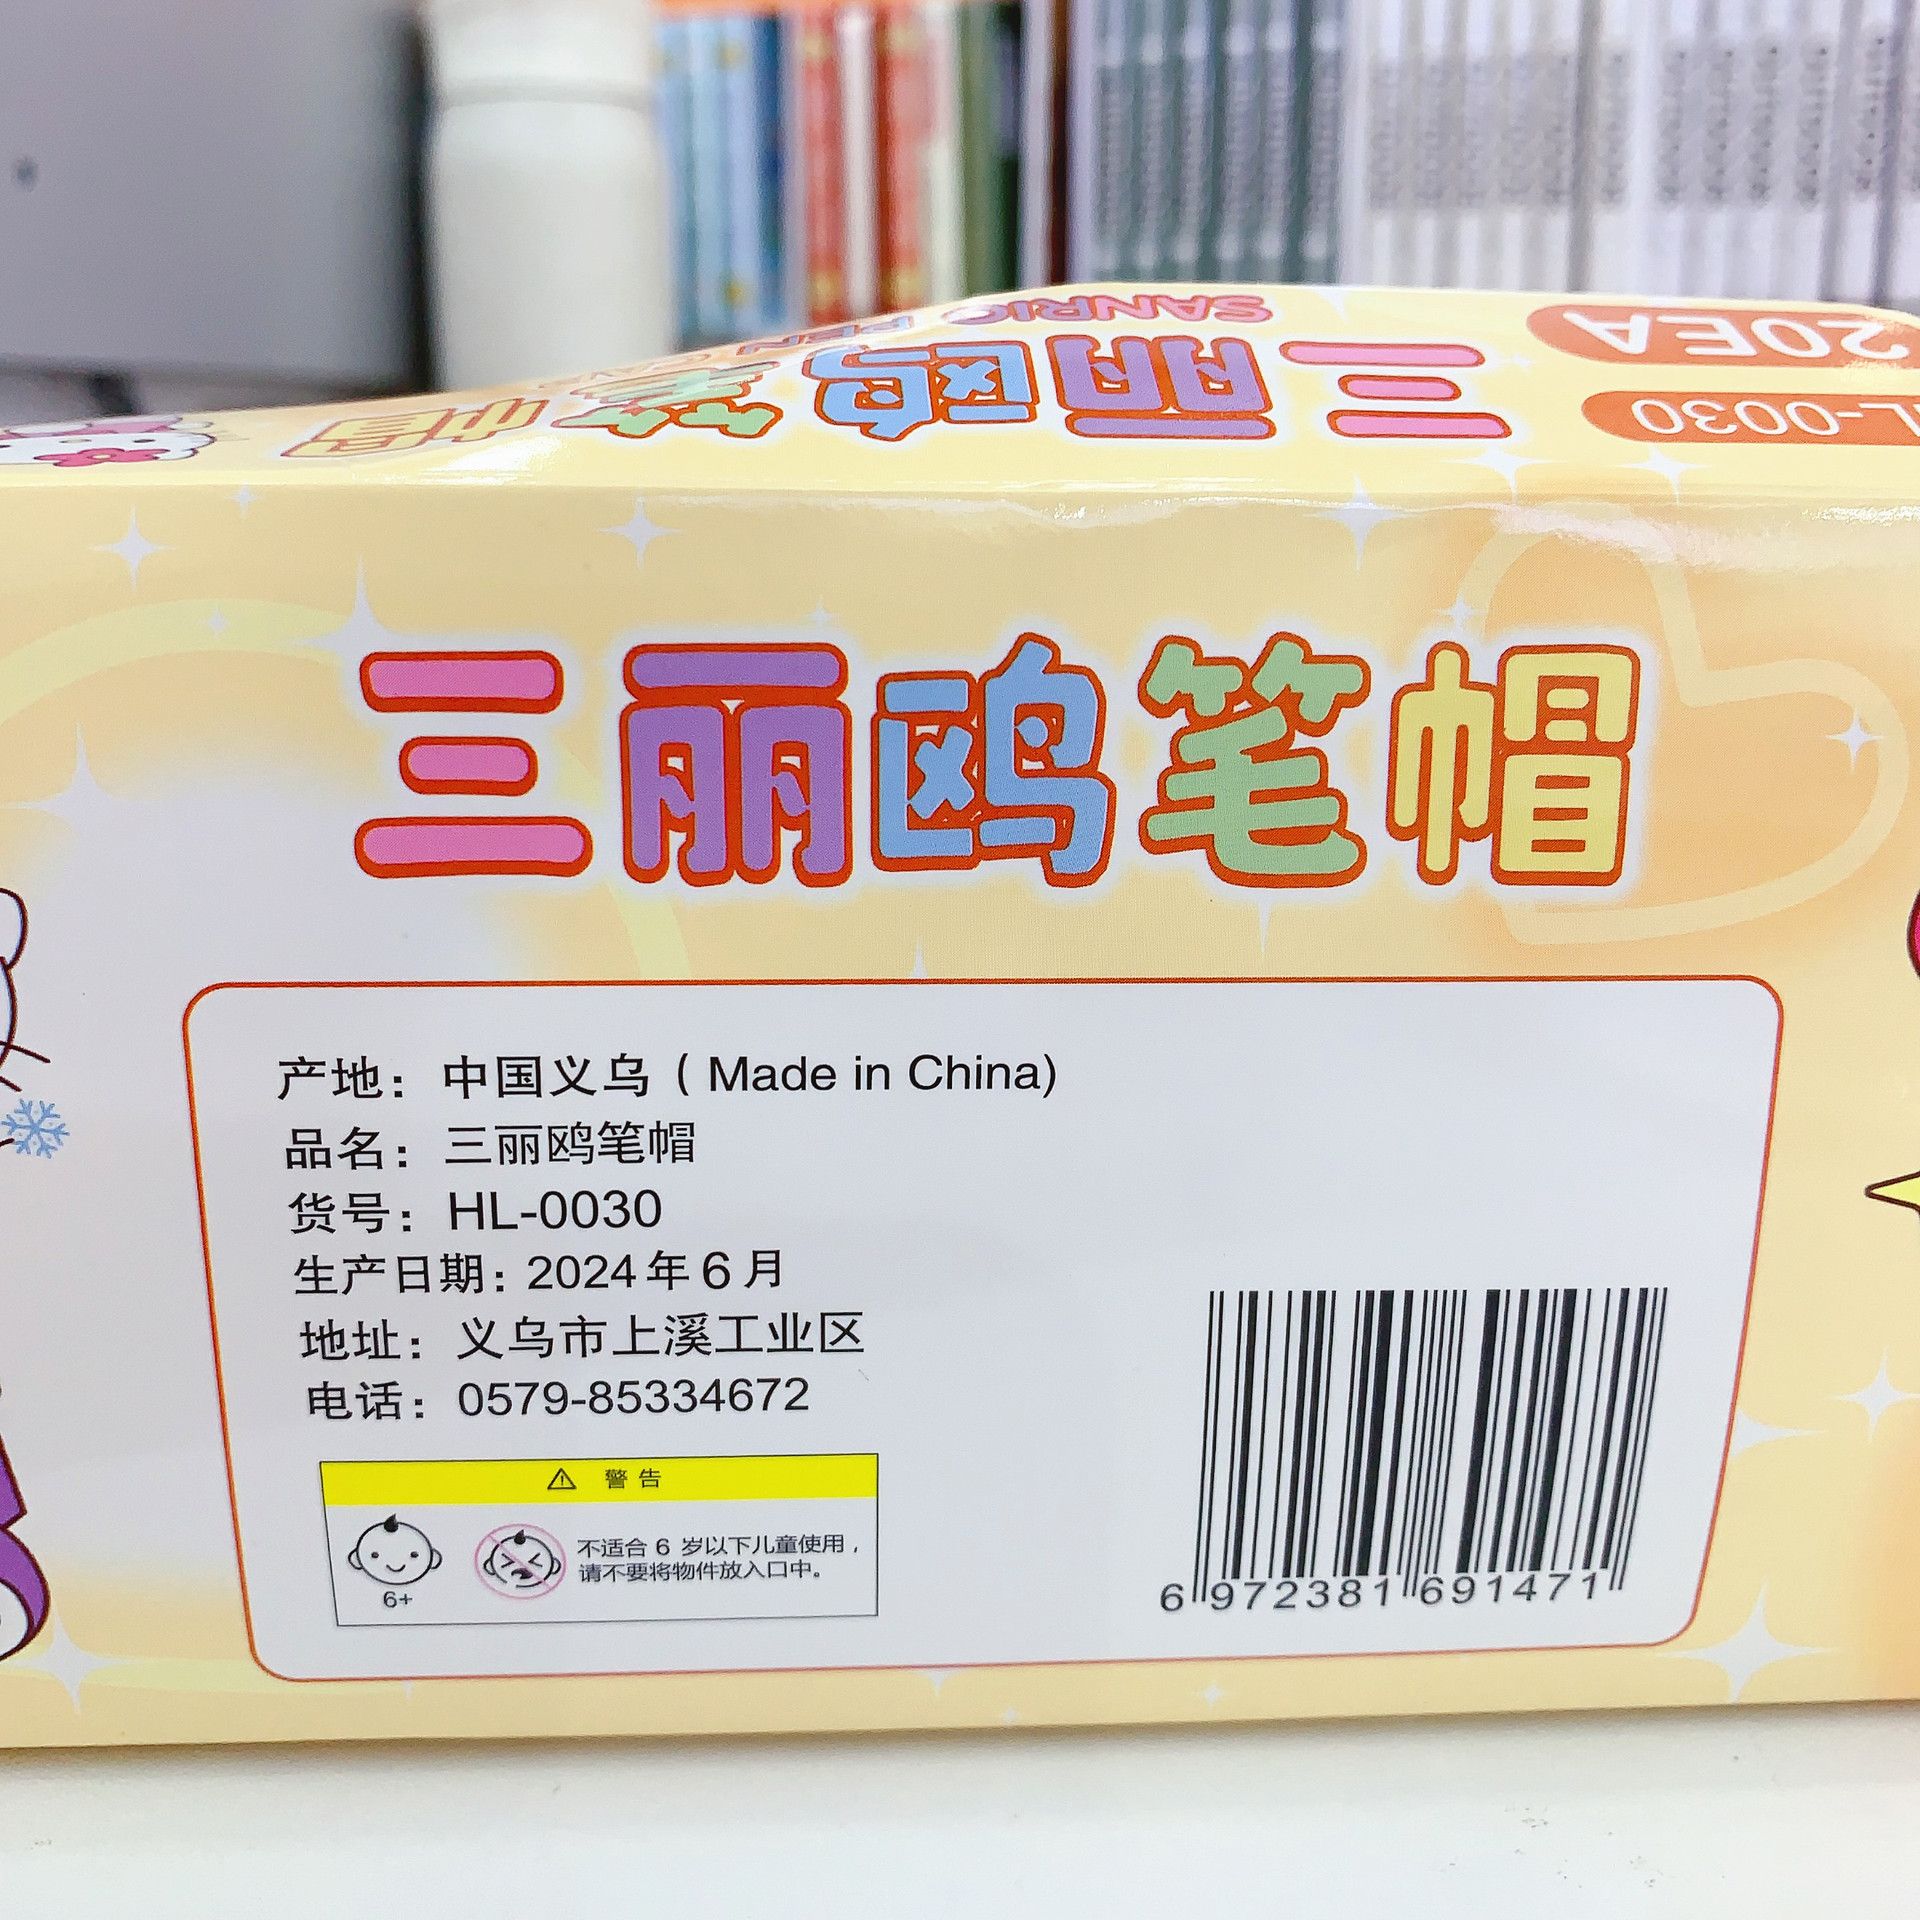 20EA
HL-0030
SANRIO PEN
三丽鸥笔帽
三丽鸥笔帽
产地：中国义乌（Made in China)
品名：三丽鸥笔帽
货号：HL-0030
生产日期：2024年6月
地址：义乌市上溪工业区
电话：0579-85334672
警告
不适合 6 岁以下儿童使用，
请不要将物件放入口中。
6+
6 972381 691471